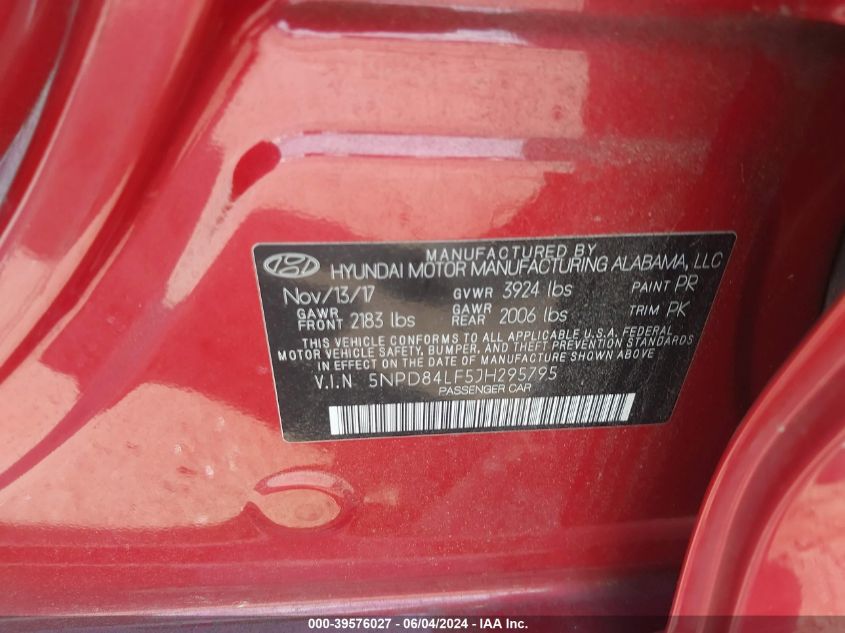 MANUFACTURED BY
HYUNDAI MOTOR MANUFACTURING ALABAMA, LLC
Nov/13/17 GVWR 3924 lbs PAINT PR
GAWR FRONT 2183 lbs GAWR REAR 2006 lbs TRIM PK
THIS VEHICLE CONFORMS TO ALL APPLICABLE U.S.A. FEDERAL
MOTOR VEHICLE SAFETY, BUMPER, AND THEFT PREVENTION STANDARDS
IN EFFECT ON THE DATE OF MANUFACTURE SHOWN ABOVE
V.I.N 5NPD84LF5JH295795
PASSENGER CAR
000-39576027 - 06/04/2024 - IAA Inc.